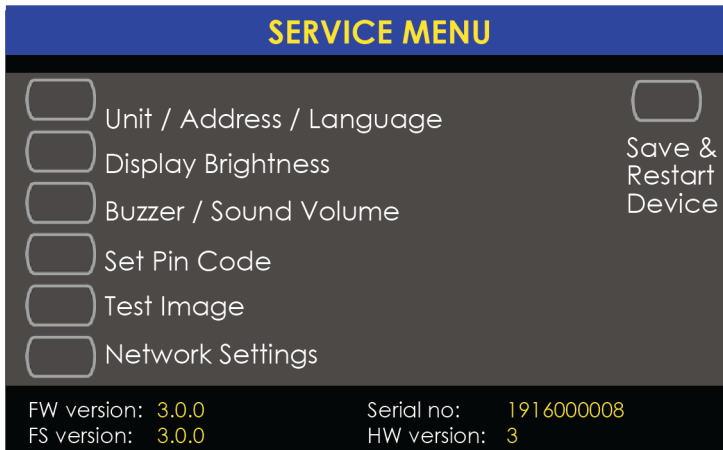 SERVICE MENU
Unit / Address / Language
Display Brightness
Buzzer / Sound Volume
Set Pin Code
Test Image
Network Settings
Save &
Restart
Device
FW version: 3.0.0
FS version: 3.0.0
Serial no: 1916000008
HW version: 3